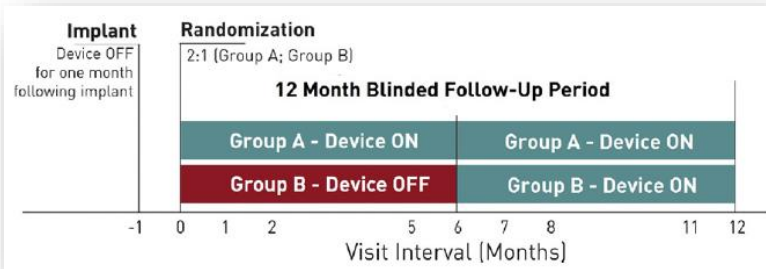 Implant
Device OFF
for one month
following implant
Randomization
2:1 (Group A; Group B)
12 Month Blinded Follow-Up Period
Group A - Device ON
Group A - Device ON
Group B - Device OFF
Group B - Device ON
-1 0 1 2 5 6 7 8 11 12
Visit Interval (Months)